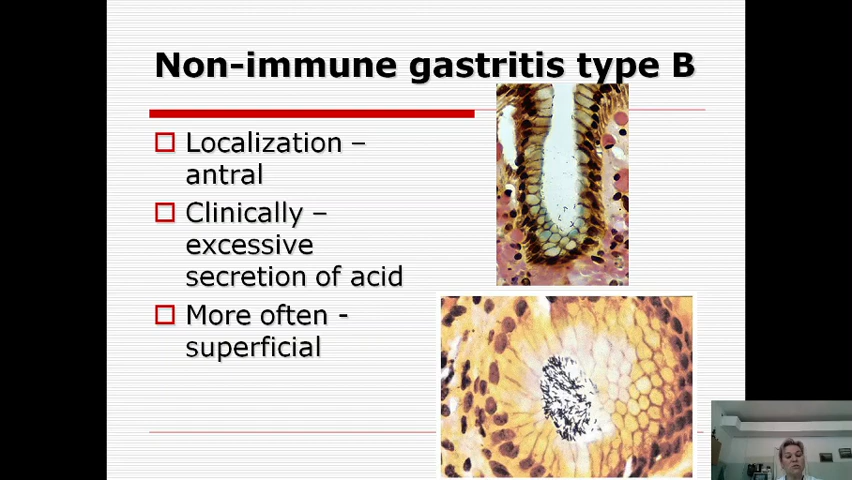 Non-immune gastritis type B
Localization –
antral
Clinically –
excessive
secretion of acid
More often -
superficial